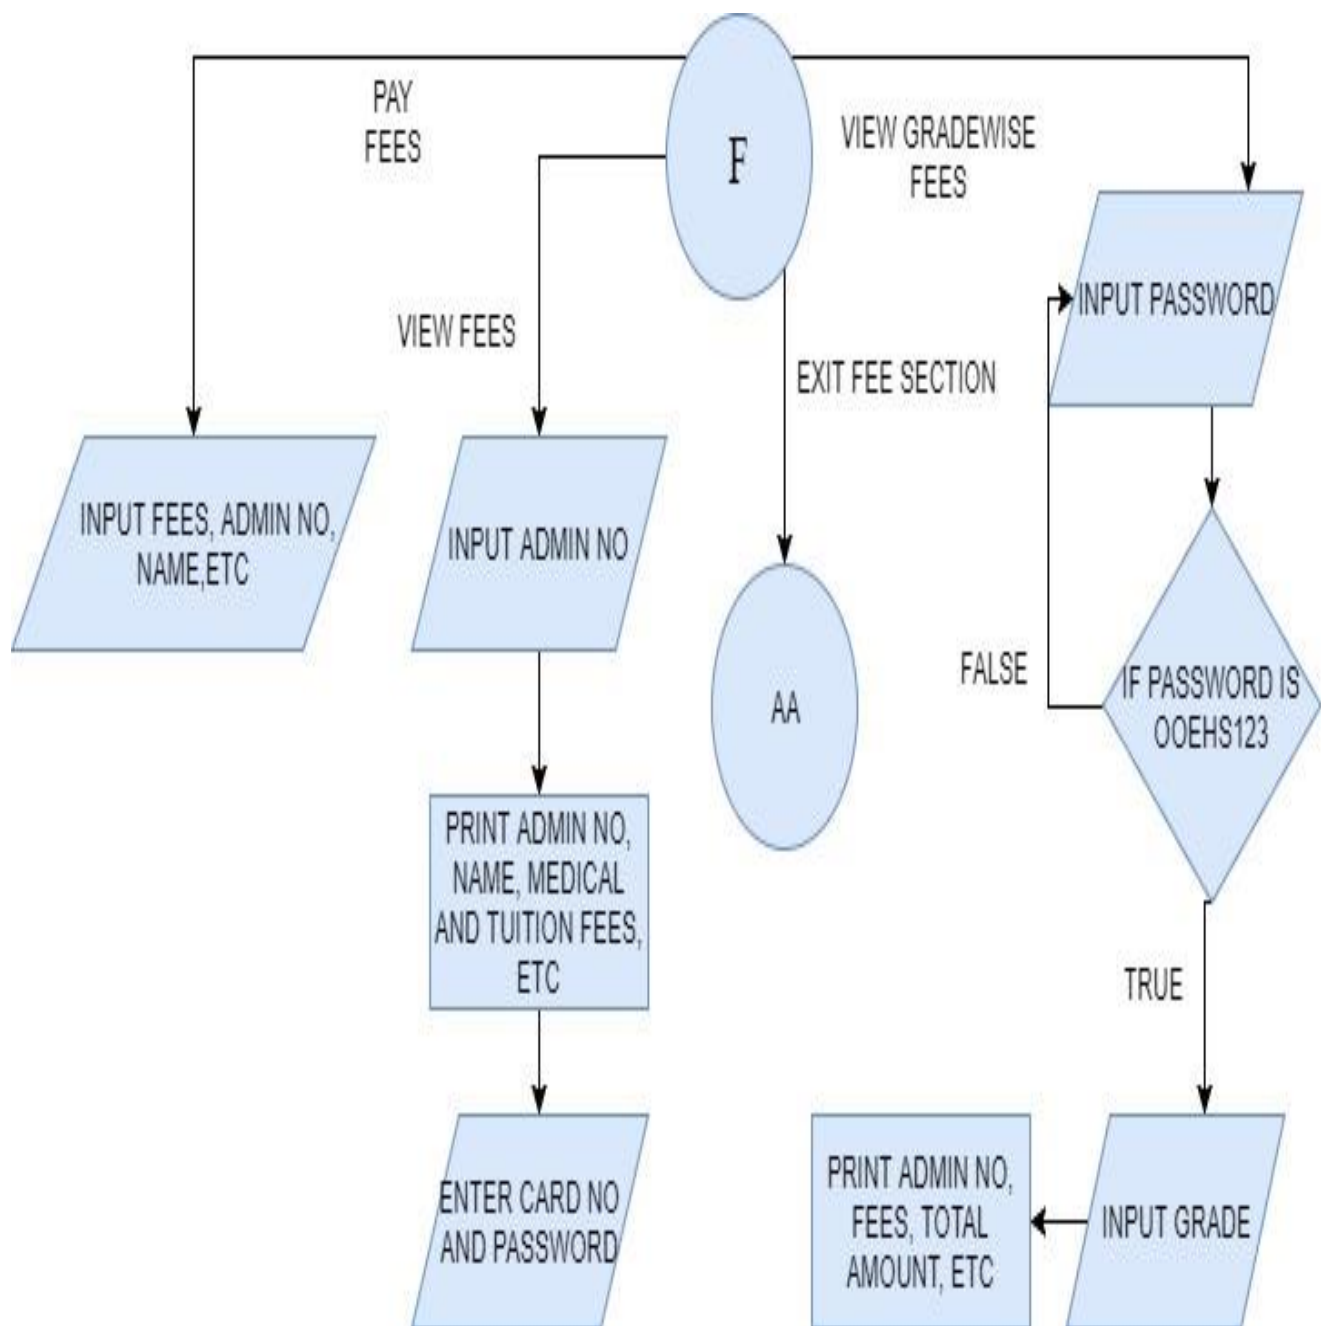 F
PAY
FEES
VIEW GRADEWISE
FEES
VIEW FEES
EXIT FEE SECTION
INPUT PASSWORD
INPUT FEES, ADMIN NO,
NAME,ETC
INPUT ADMIN NO
AA
FALSE
IF PASSWORD IS
OOEHS123
PRINT ADMIN NO,
NAME, MEDICAL
AND TUITION FEES,
ETC
TRUE
ENTER CARD NO
AND PASSWORD
PRINT ADMIN NO,
FEES, TOTAL
AMOUNT, ETC
INPUT GRADE